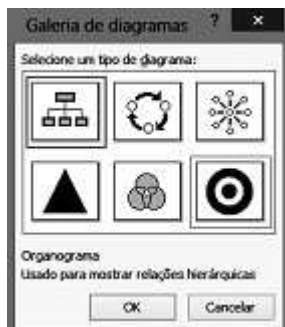 Galeria de diagramas ? x
Selecione um tipo de diagrama:
Organograma
Usado para mostrar relações hierárquicas
OK Cancelar